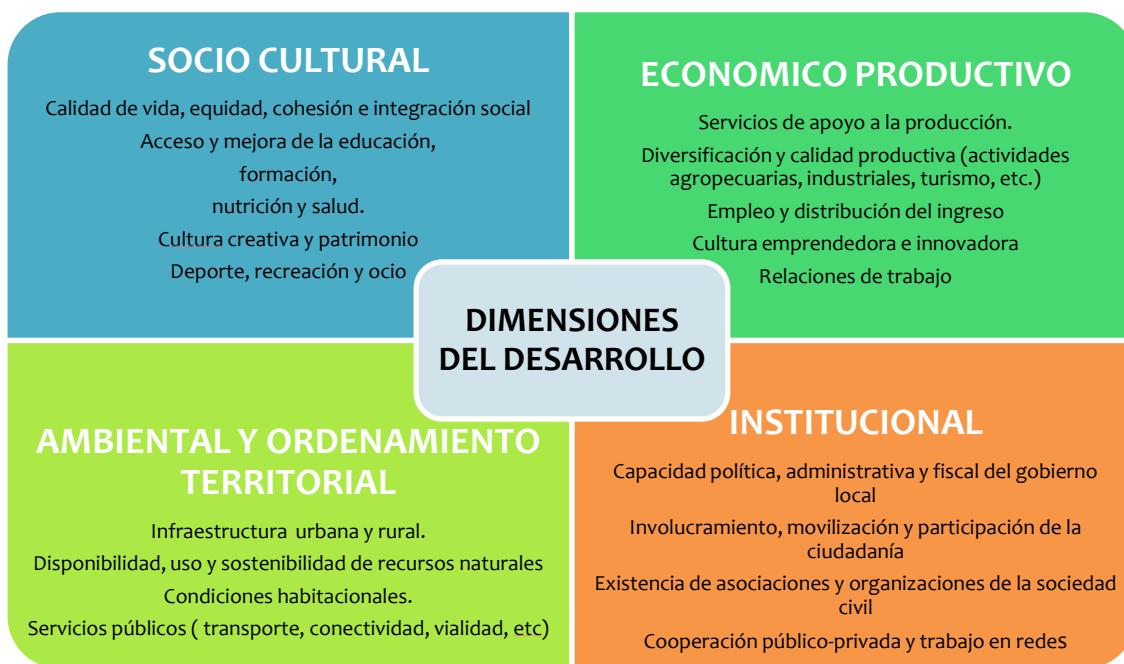 SOCIO CULTURAL
Calidad de vida, equidad, cohesión e integración social
Acceso y mejora de la educación,
formación,
nutrición y salud.
Cultura creativa y patrimonio
Deporte, recreación y ocio
ECONOMICO PRODUCTIVO
Servicios de apoyo a la producción.
Diversificación y calidad productiva (actividades
agropecuarias, industriales, turismo, etc.)
Empleo y distribución del ingreso
Cultura emprendedora e innovadora
Relaciones de trabajo
DIMENSIONES
DEL DESARROLLO
AMBIENTAL Y ORDENAMIENTO
TERRITORIAL
Infraestructura urbana y rural.
Disponibilidad, uso y sostenibilidad de recursos naturales
Condiciones habitacionales.
Servicios públicos ( transporte, conectividad, vialidad, etc)
INSTITUCIONAL
Capacidad política, administrativa y fiscal del gobierno
local
Involucramiento, movilización y participación de la
ciudadanía
Existencia de asociaciones y organizaciones de la sociedad
civil
Cooperación público-privada y trabajo en redes